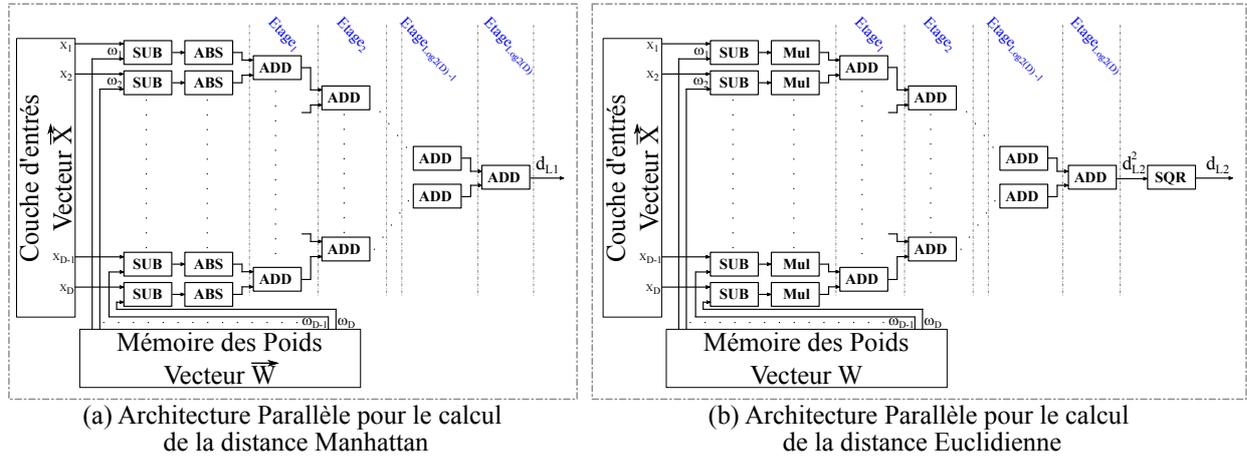 Etage1
Etage2
EtageLog2(D)-1
EtageLog2(D)
Couche d'entrés
Vecteur X
x1
ω1
SUB
ABS
ADD
x2
ω2
SUB
ABS
ADD
ADD
ADD
dL1
ADD
ADD
xD-1
SUB
ABS
ADD
xD
SUB
ABS
ωD-1
ωD
Mémoire des Poids
Vecteur W
(a) Architecture Parallèle pour le calcul
de la distance Manhattan
Etage1
Etage2
EtageLog2(D)-1
EtageLog2(D)
Couche d'entrés
Vecteur X
x1
ω1
SUB
Mul
ADD
x2
ω2
SUB
Mul
ADD
ADD
ADD
d²L2
SQR
dL2
ADD
ADD
xD-1
SUB
Mul
ADD
xD
SUB
Mul
ωD-1
ωD
Mémoire des Poids
Vecteur W
(b) Architecture Parallèle pour le calcul
de la distance Euclidienne